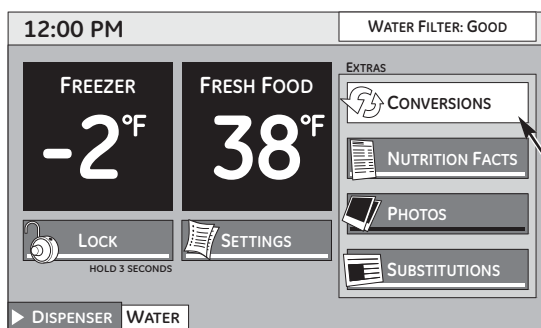 12:00 PM
WATER FILTER: GOOD
FREEZER
-2°F
FRESH FOOD
38°F
EXTRAS
CONVERSIONS
NUTRITION FACTS
PHOTOS
SUBSTITUTIONS
LOCK
HOLD 3 SECONDS
SETTINGS
DISPENSER
WATER